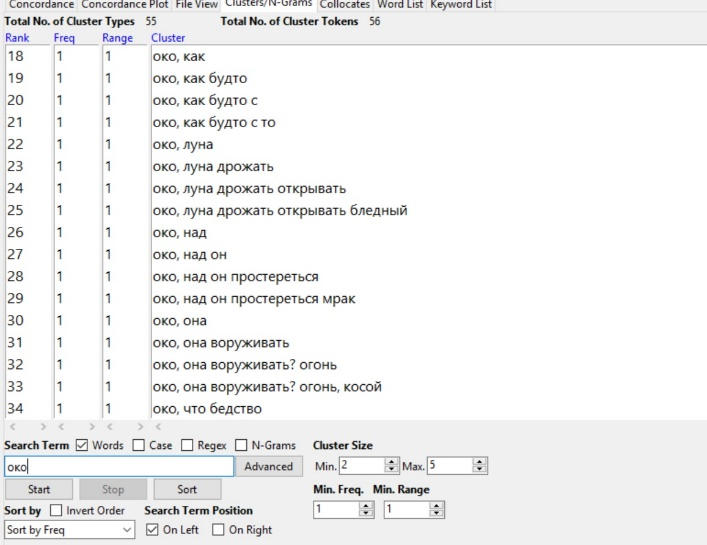 Concordance Concordance Plot File View Clusters/N-Grams Collocates Word List Keyword List
Total No. of Cluster Types 55 Total No. of Cluster Tokens 56
Rank Freq Range Cluster
18 1 1 око, как
19 1 1 око, как будто
20 1 1 око, как будто с
21 1 1 око, как будто с то
22 1 1 око, луна
23 1 1 око, луна дрожать
24 1 1 око, луна дрожать открывать
25 1 1 око, луна дрожать открывать бледный
26 1 1 око, над
27 1 1 око, над он
28 1 1 око, над он простереться
29 1 1 око, над он простереться мрак
30 1 1 око, она
31 1 1 око, она воруживать
32 1 1 око, она воруживать? огонь
33 1 1 око, она воруживать? огонь, косой
34 1 1 око, что бедство
Search Term Words Case Regex N-Grams Cluster Size
око Advanced Min. 2 Max. 5
Start Stop Sort Min. Freq. Min. Range
Sort by Invert Order Search Term Position 1 1
Sort by Freq On Left On Right